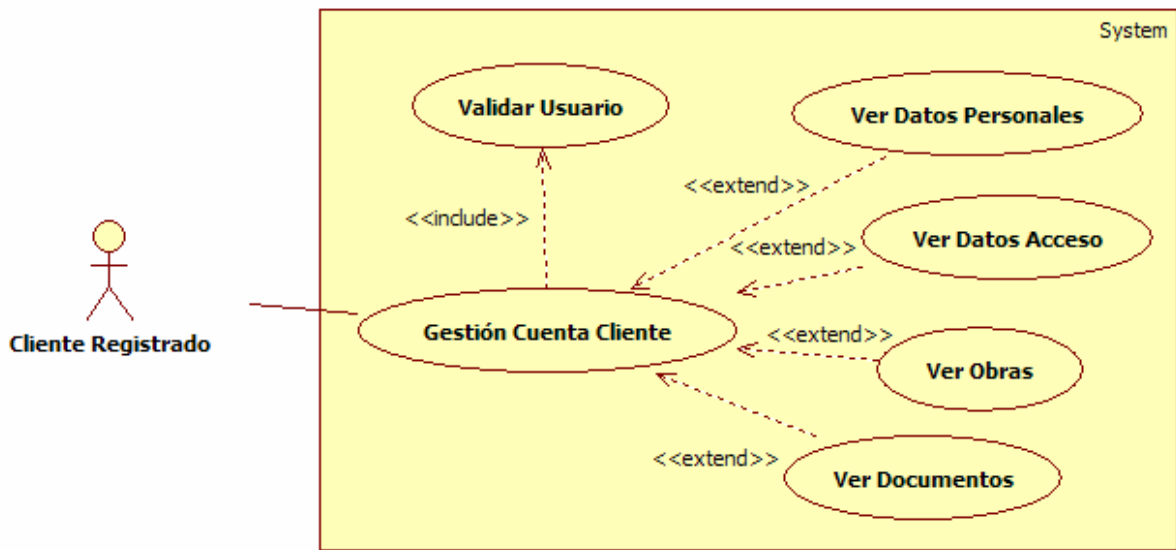 System
Validar Usuario
Ver Datos Personales
<<extend>>
<<include>>
Ver Datos Acceso
<<extend>>
Cliente Registrado
Gestión Cuenta Cliente
<<extend>>
Ver Obras
<<extend>>
Ver Documentos